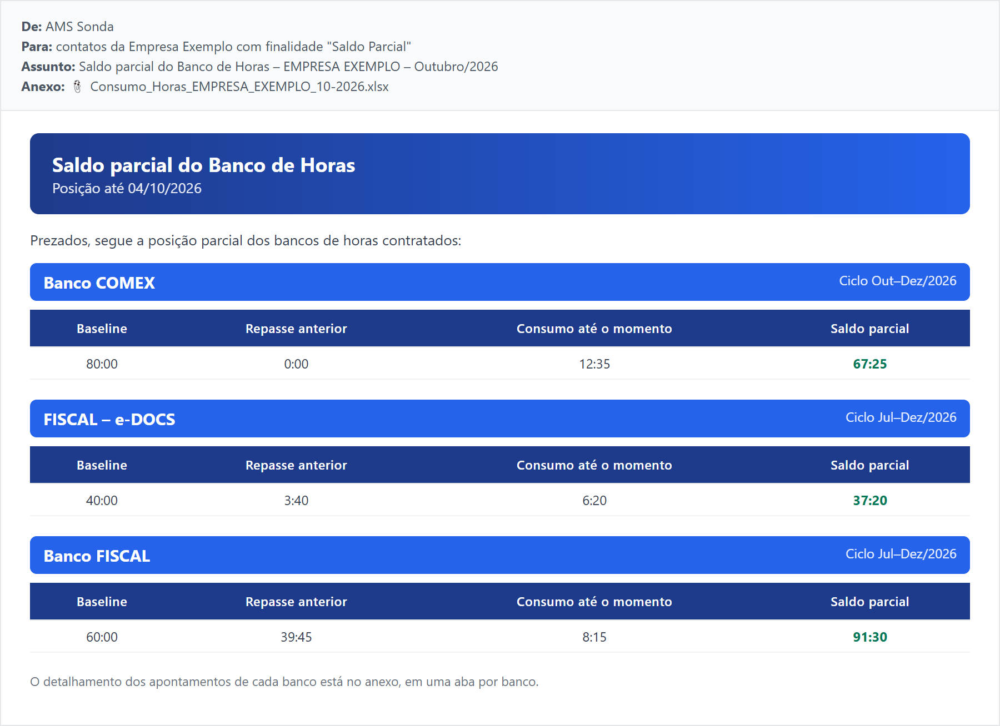 De: AMS Sonda
Para: contatos da Empresa Exemplo com finalidade "Saldo Parcial"
Assunto: Saldo parcial do Banco de Horas – EMPRESA EXEMPLO – Outubro/2026
Anexo: Consumo_Horas_EMPRESA_EXEMPLO_10-2026.xlsx
Saldo parcial do Banco de Horas
Posição até 04/10/2026
Prezados, segue a posição parcial dos bancos de horas contratados:
Banco COMEX Ciclo Out–Dez/2026
Baseline Repasse anterior Consumo até o momento Saldo parcial
80:00 0:00 12:35 67:25
FISCAL – e-DOCS Ciclo Jul–Dez/2026
Baseline Repasse anterior Consumo até o momento Saldo parcial
40:00 3:40 6:20 37:20
Banco FISCAL Ciclo Jul–Dez/2026
Baseline Repasse anterior Consumo até o momento Saldo parcial
60:00 39:45 8:15 91:30
O detalhamento dos apontamentos de cada banco está no anexo, em uma aba por banco.